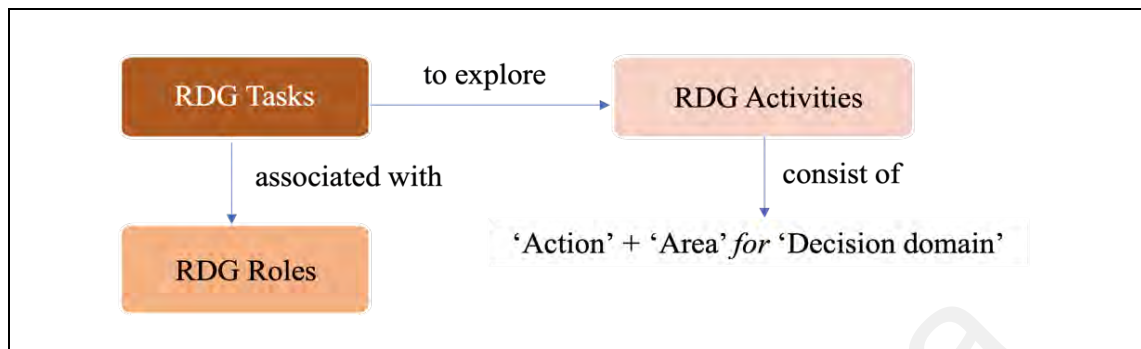 RDG Tasks
to explore
RDG Activities
associated with
consist of
RDG Roles
‘Action’ + ‘Area’ for ‘Decision domain’